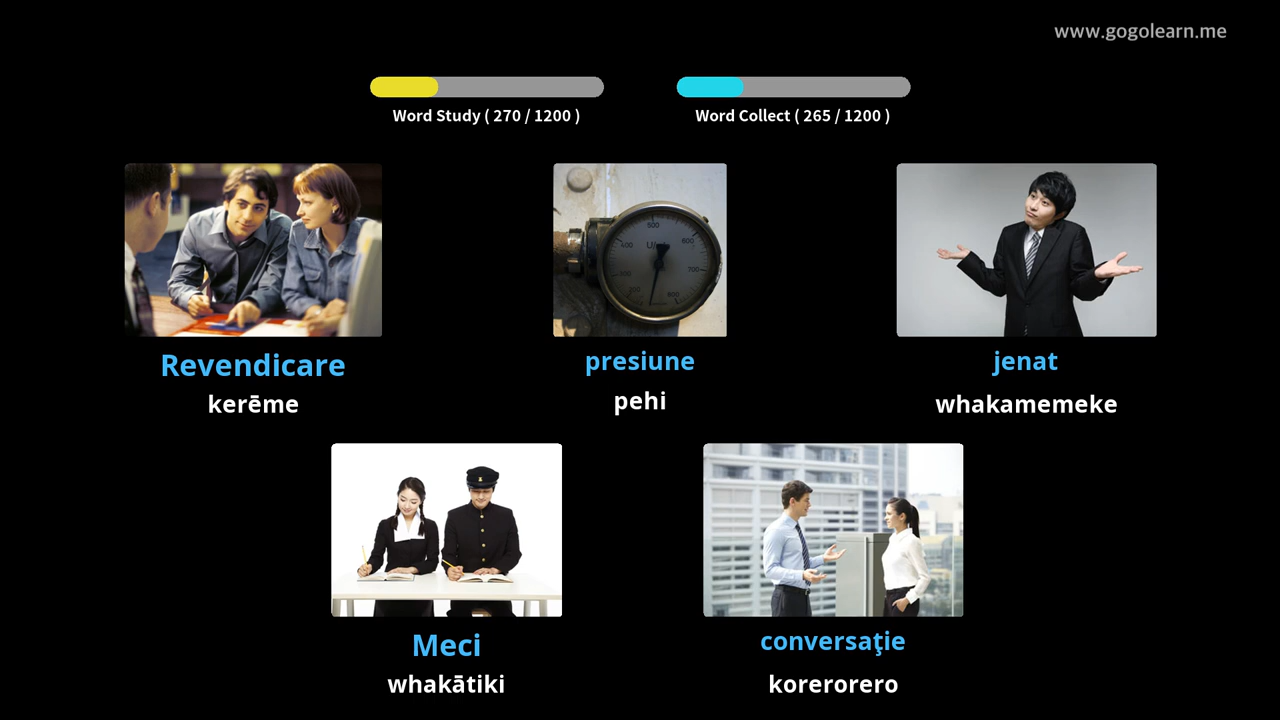 www.gogolearn.me
Word Study ( 270 / 1200 )
Word Collect ( 265 / 1200 )
Revendicare
kerēme
presiune
pehi
jenat
whakamemeke
Meci
whakātiki
conversaţie
korerorero